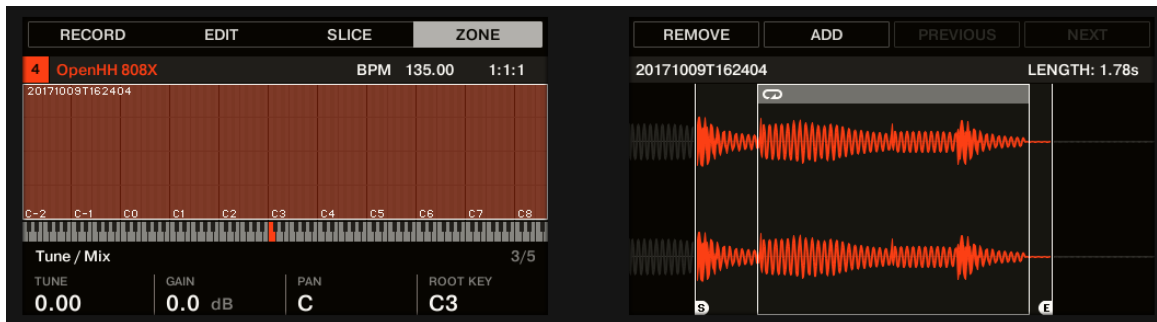 RECORD EDIT SLICE ZONE
4 OpenHH 808X BPM 135.00 1:1:1
20171009T162404
C-2 C-1 C0 C1 C2 C3 C4 C5 C6 C7 C8
Tune / Mix 3/5
TUNE GAIN PAN ROOT KEY
0.00 0.0 dB C C3
REMOVE ADD PREVIOUS NEXT
20171009T162404 LENGTH: 1.78s
S E